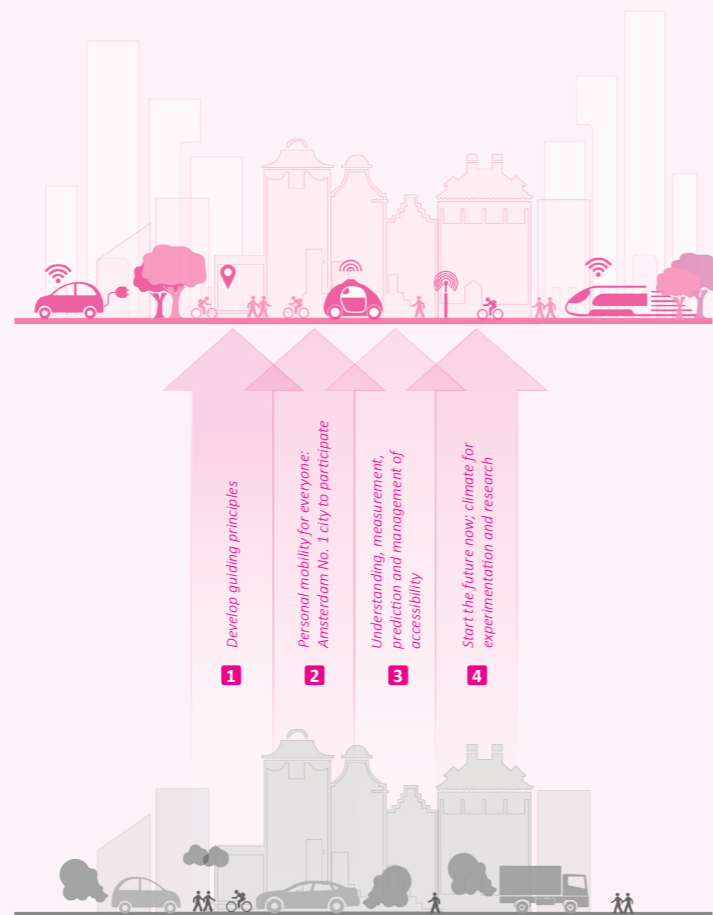 1
Develop guiding principles
2
Personal mobility for everyone:
Amsterdam No. 1 city to participate
3
Understanding, measurement,
prediction and management of
accessibility
4
Start the future now; climate for
experimentation and research